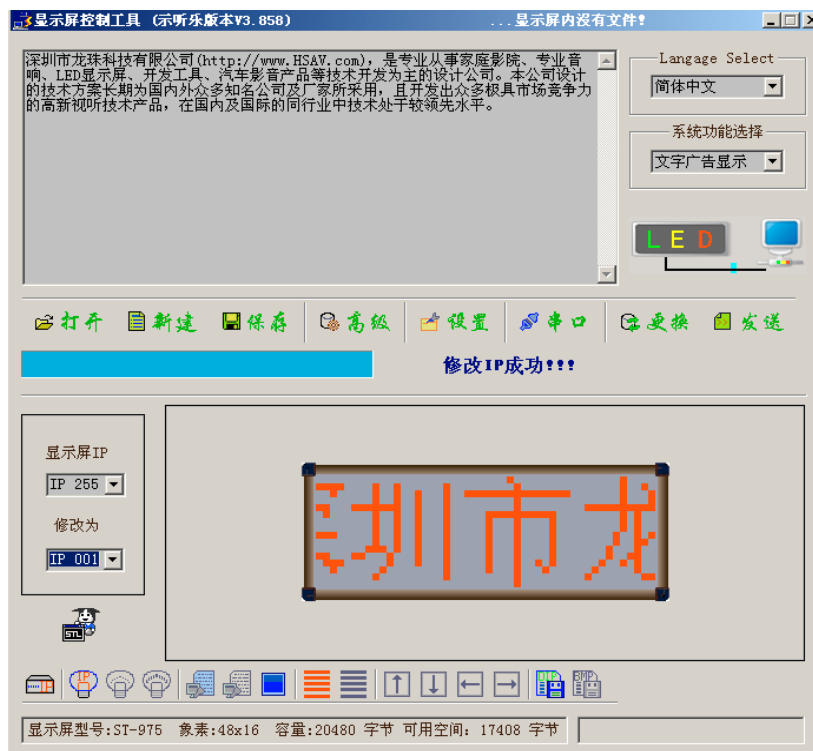 显示屏控制工具 (示听乐版本V3.858) ...显示屏内没有文件!
深圳市龙珠科技有限公司(http://www.HSAV.com), 是专业从事家庭影院、专业音
响、LED显示屏、开发工具、汽车影音产品等技术开发为主的设计公司。本公司设计
的技术方案长期为国内外众多知名公司及厂家所采用, 且开发出众多极具市场竞争力
的高新视听技术产品, 在国内及国际的同行业中技术处于较领先水平。
Langage Select
简体中文
系统功能选择
文字广告显示
LED
打开 新建 保存 高级 设置 串口 更换 发送
修改IP成功!!!
显示屏IP
IP 255
修改为
IP 001
圳市龙
STL
IP IP DIP BMP
显示屏型号:ST-975 象素:48x16 容量:20480 字节 可用空间: 17408 字节